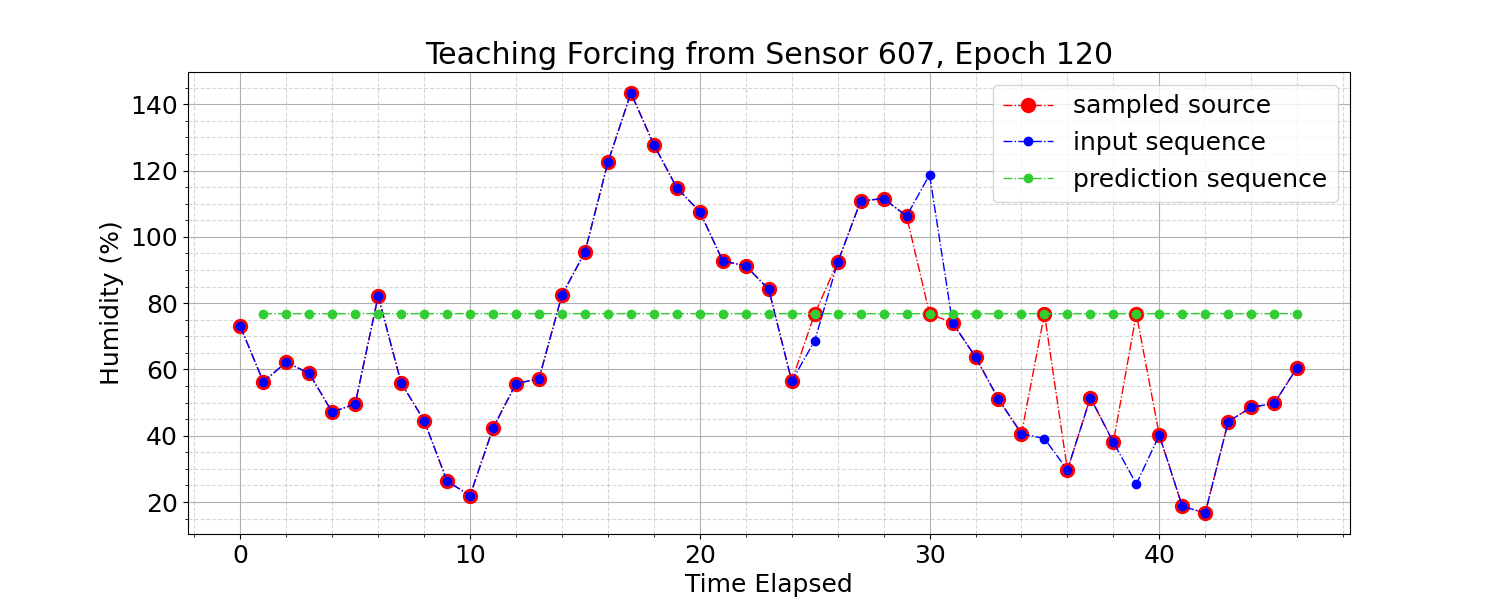 Teaching Forcing from Sensor 607, Epoch 120
140
120
100
80
60
40
20
Humidity (%)
sampled source
input sequence
prediction sequence
0 10 20 30 40
Time Elapsed